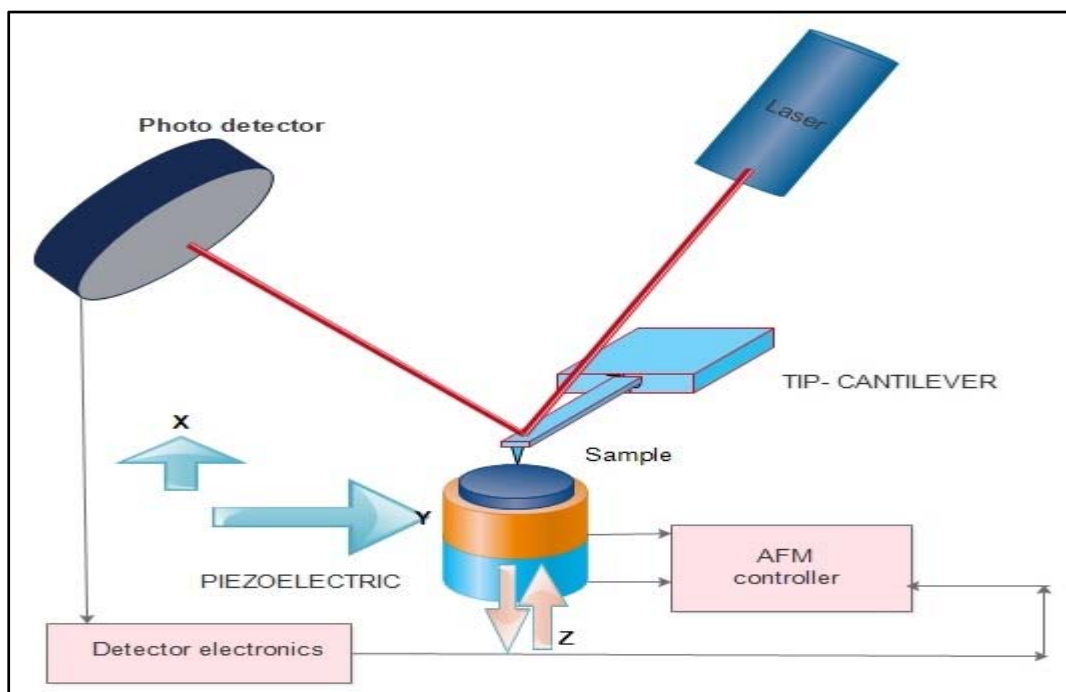 Laser
Photo detector
TIP- CANTILEVER
X
Sample
Y
AFM
controller
PIEZOELECTRIC
Z
Detector electronics